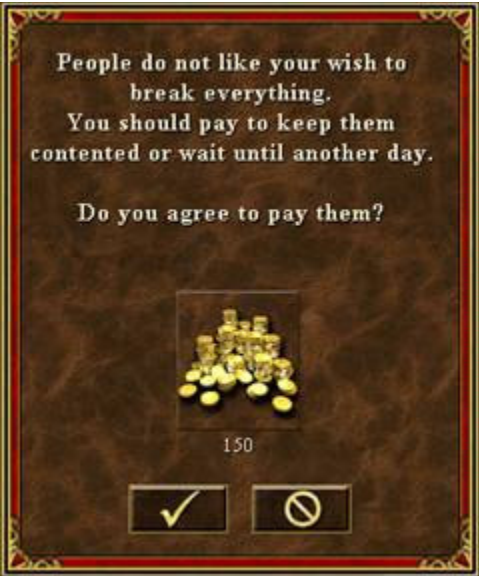 People do not like your wish to
break everything.
You should pay to keep them
contented or wait until another day.
Do you agree to pay them?
150